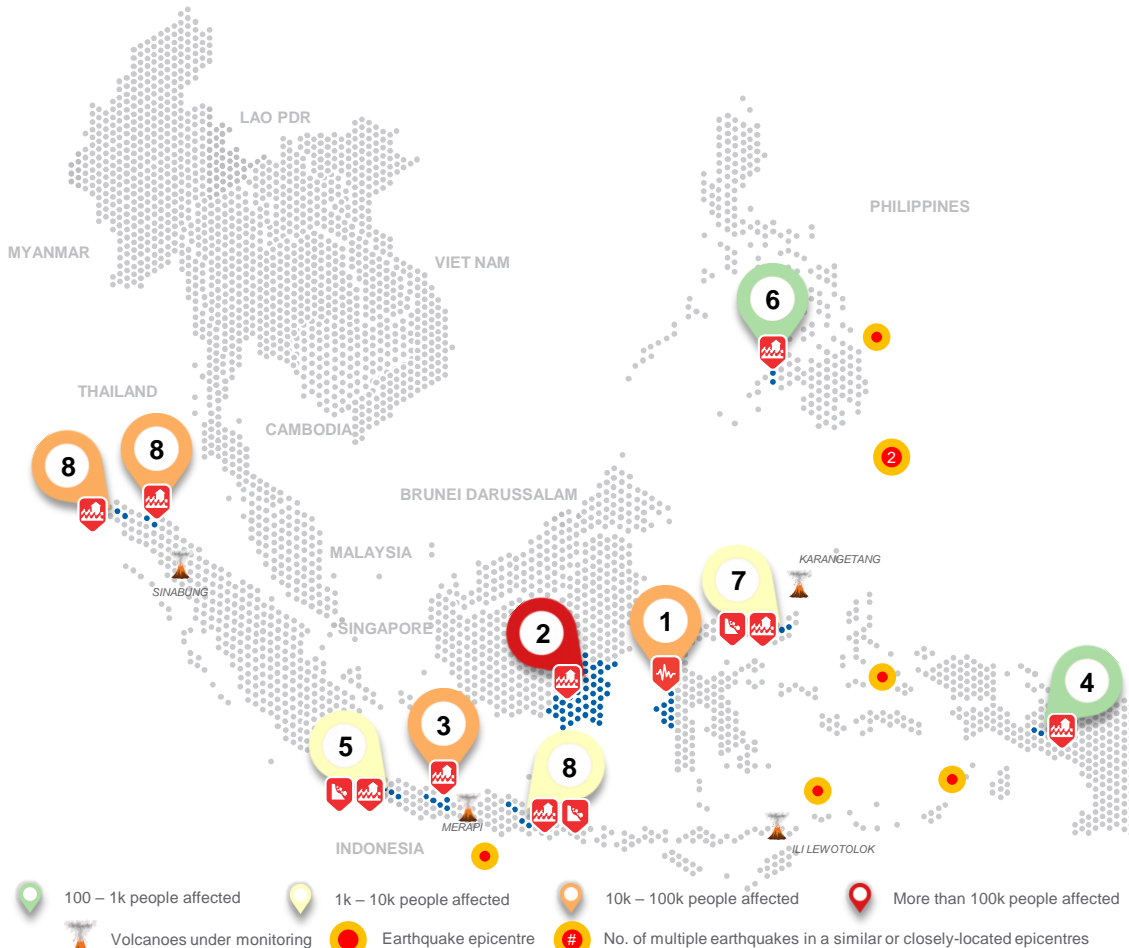 LAO PDR
PHILIPPINES
MYANMAR
VIET NAM
6
THAILAND
CAMBODIA
8
8
2
BRUNEI DARUSSALAM
MALAYSIA
KARANGETANG
7
SINABUNG
SINGAPORE
2
1
4
3
5
8
MERAPI
INDONESIA
ILI LEWOTOLOK
100 – 1k people affected
1k – 10k people affected
10k – 100k people affected
More than 100k people affected
Volcanoes under monitoring
Earthquake epicentre
#
No. of multiple earthquakes in a similar or closely-located epicentres